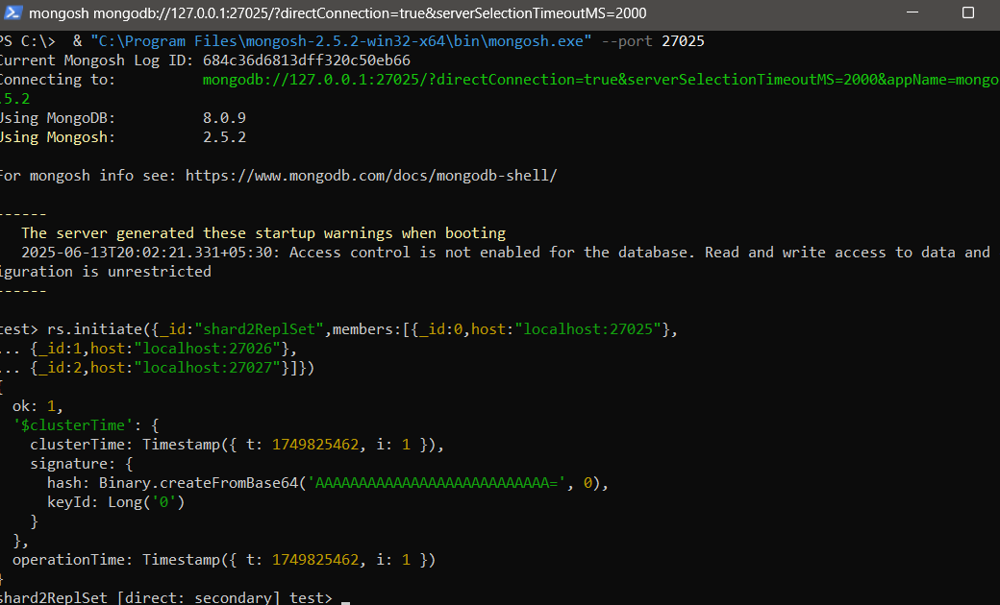 mongosh mongodb://127.0.0.1:27025/?directConnection=true&serverSelectionTimeoutMS=2000
PS C:\>  & "C:\Program Files\mongosh-2.5.2-win32-x64\bin\mongosh.exe" --port 27025
Current Mongosh Log ID: 684c36d6813dff320c50eb66
Connecting to:          mongodb://127.0.0.1:27025/?directConnection=true&serverSelectionTimeoutMS=2000&appName=mongo
.5.2
Using MongoDB:          8.0.9
Using Mongosh:          2.5.2
For mongosh info see: https://www.mongodb.com/docs/mongodb-shell/
------
   The server generated these startup warnings when booting
   2025-06-13T20:02:21.331+05:30: Access control is not enabled for the database. Read and write access to data and
iguration is unrestricted
------
test> rs.initiate({_id:"shard2ReplSet",members:[{_id:0,host:"localhost:27025"},
... {_id:1,host:"localhost:27026"},
... {_id:2,host:"localhost:27027"}]})
{
  ok: 1,
  '$clusterTime': {
    clusterTime: Timestamp({ t: 1749825462, i: 1 }),
    signature: {
      hash: Binary.createFromBase64('AAAAAAAAAAAAAAAAAAAAAAAAAAA=', 0),
      keyId: Long('0')
    }
  },
  operationTime: Timestamp({ t: 1749825462, i: 1 })
}
shard2ReplSet [direct: secondary] test>